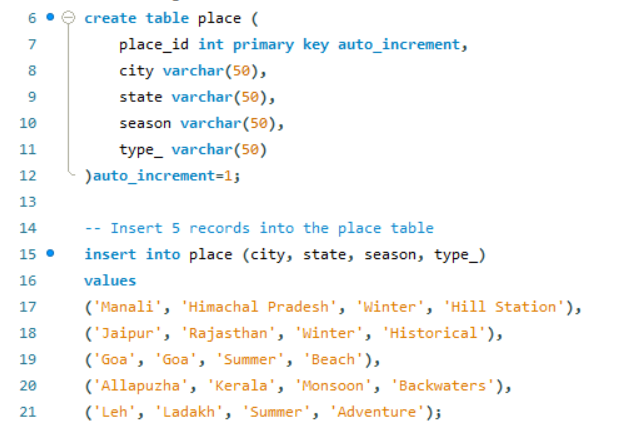 6 create table place (
7 place_id int primary key auto_increment,
8 city varchar(50),
9 state varchar(50),
10 season varchar(50),
11 type_ varchar(50)
12 )auto_increment=1;
13
14 -- Insert 5 records into the place table
15 insert into place (city, state, season, type_)
16 values
17 ('Manali', 'Himachal Pradesh', 'Winter', 'Hill Station'),
18 ('Jaipur', 'Rajasthan', 'Winter', 'Historical'),
19 ('Goa', 'Goa', 'Summer', 'Beach'),
20 ('Allapuzha', 'Kerala', 'Monsoon', 'Backwaters'),
21 ('Leh', 'Ladakh', 'Summer', 'Adventure');